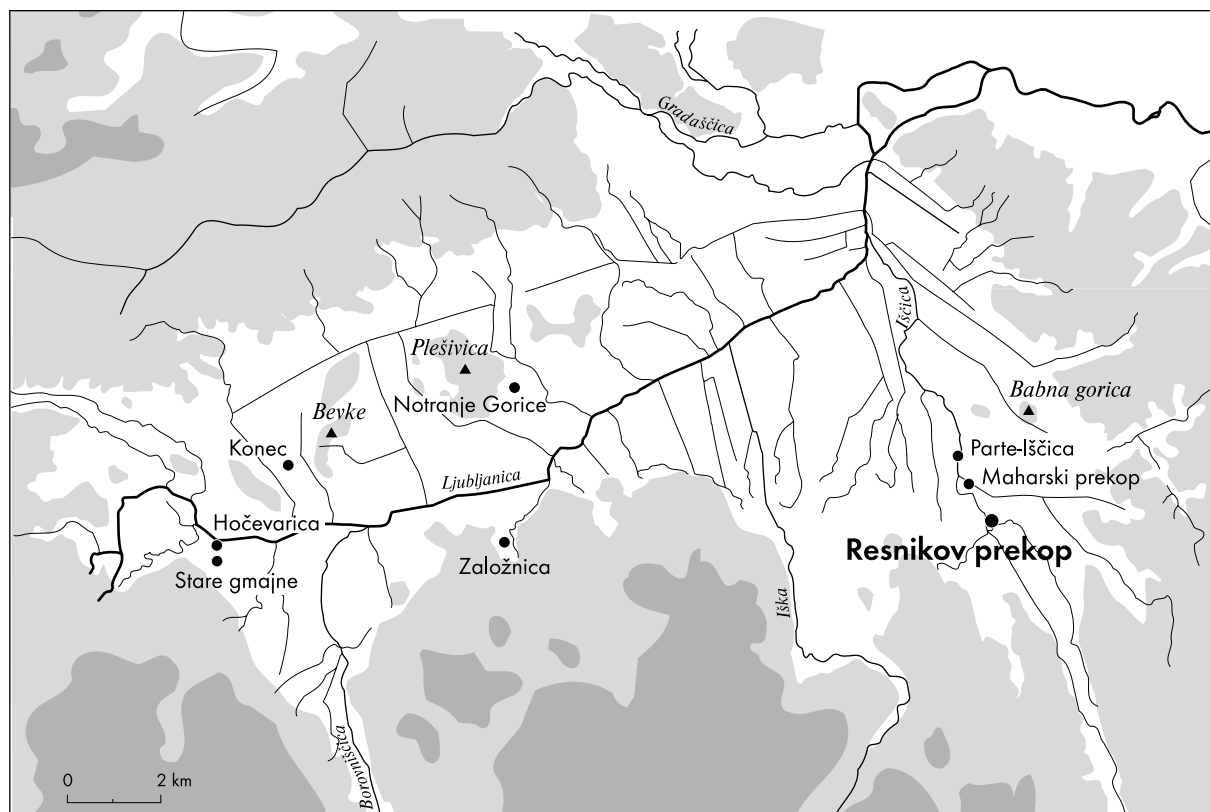 Gradaščica
Iščica
Plešivica
Babna gorica
Notranje Gorice
Bevke
Konec
Parte-Iščica
Maharski prekop
Ljubljanica
Hočevarica
Resnikov prekop
Založnica
Stare gmajne
Iška
Borovniščica
0 2 km